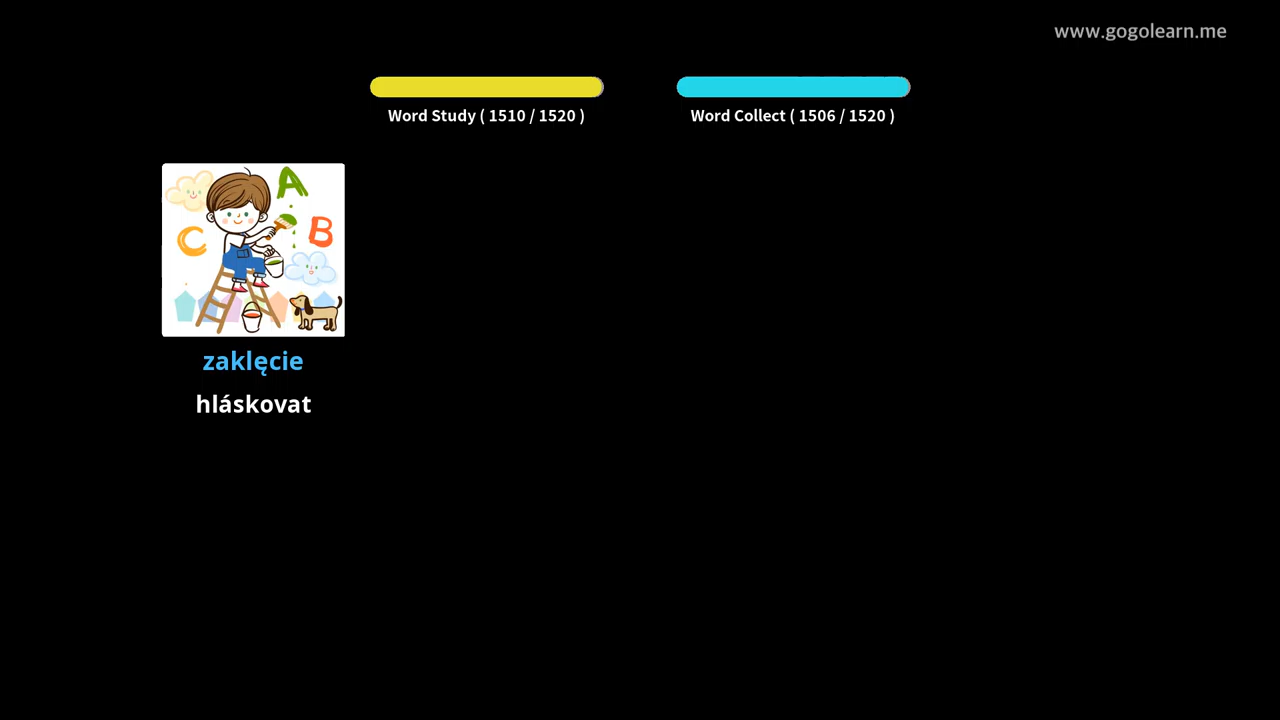 www.gogolearn.me
Word Study ( 1510 / 1520 )
Word Collect ( 1506 / 1520 )
A
B
C
zaklęcie
hláskovat